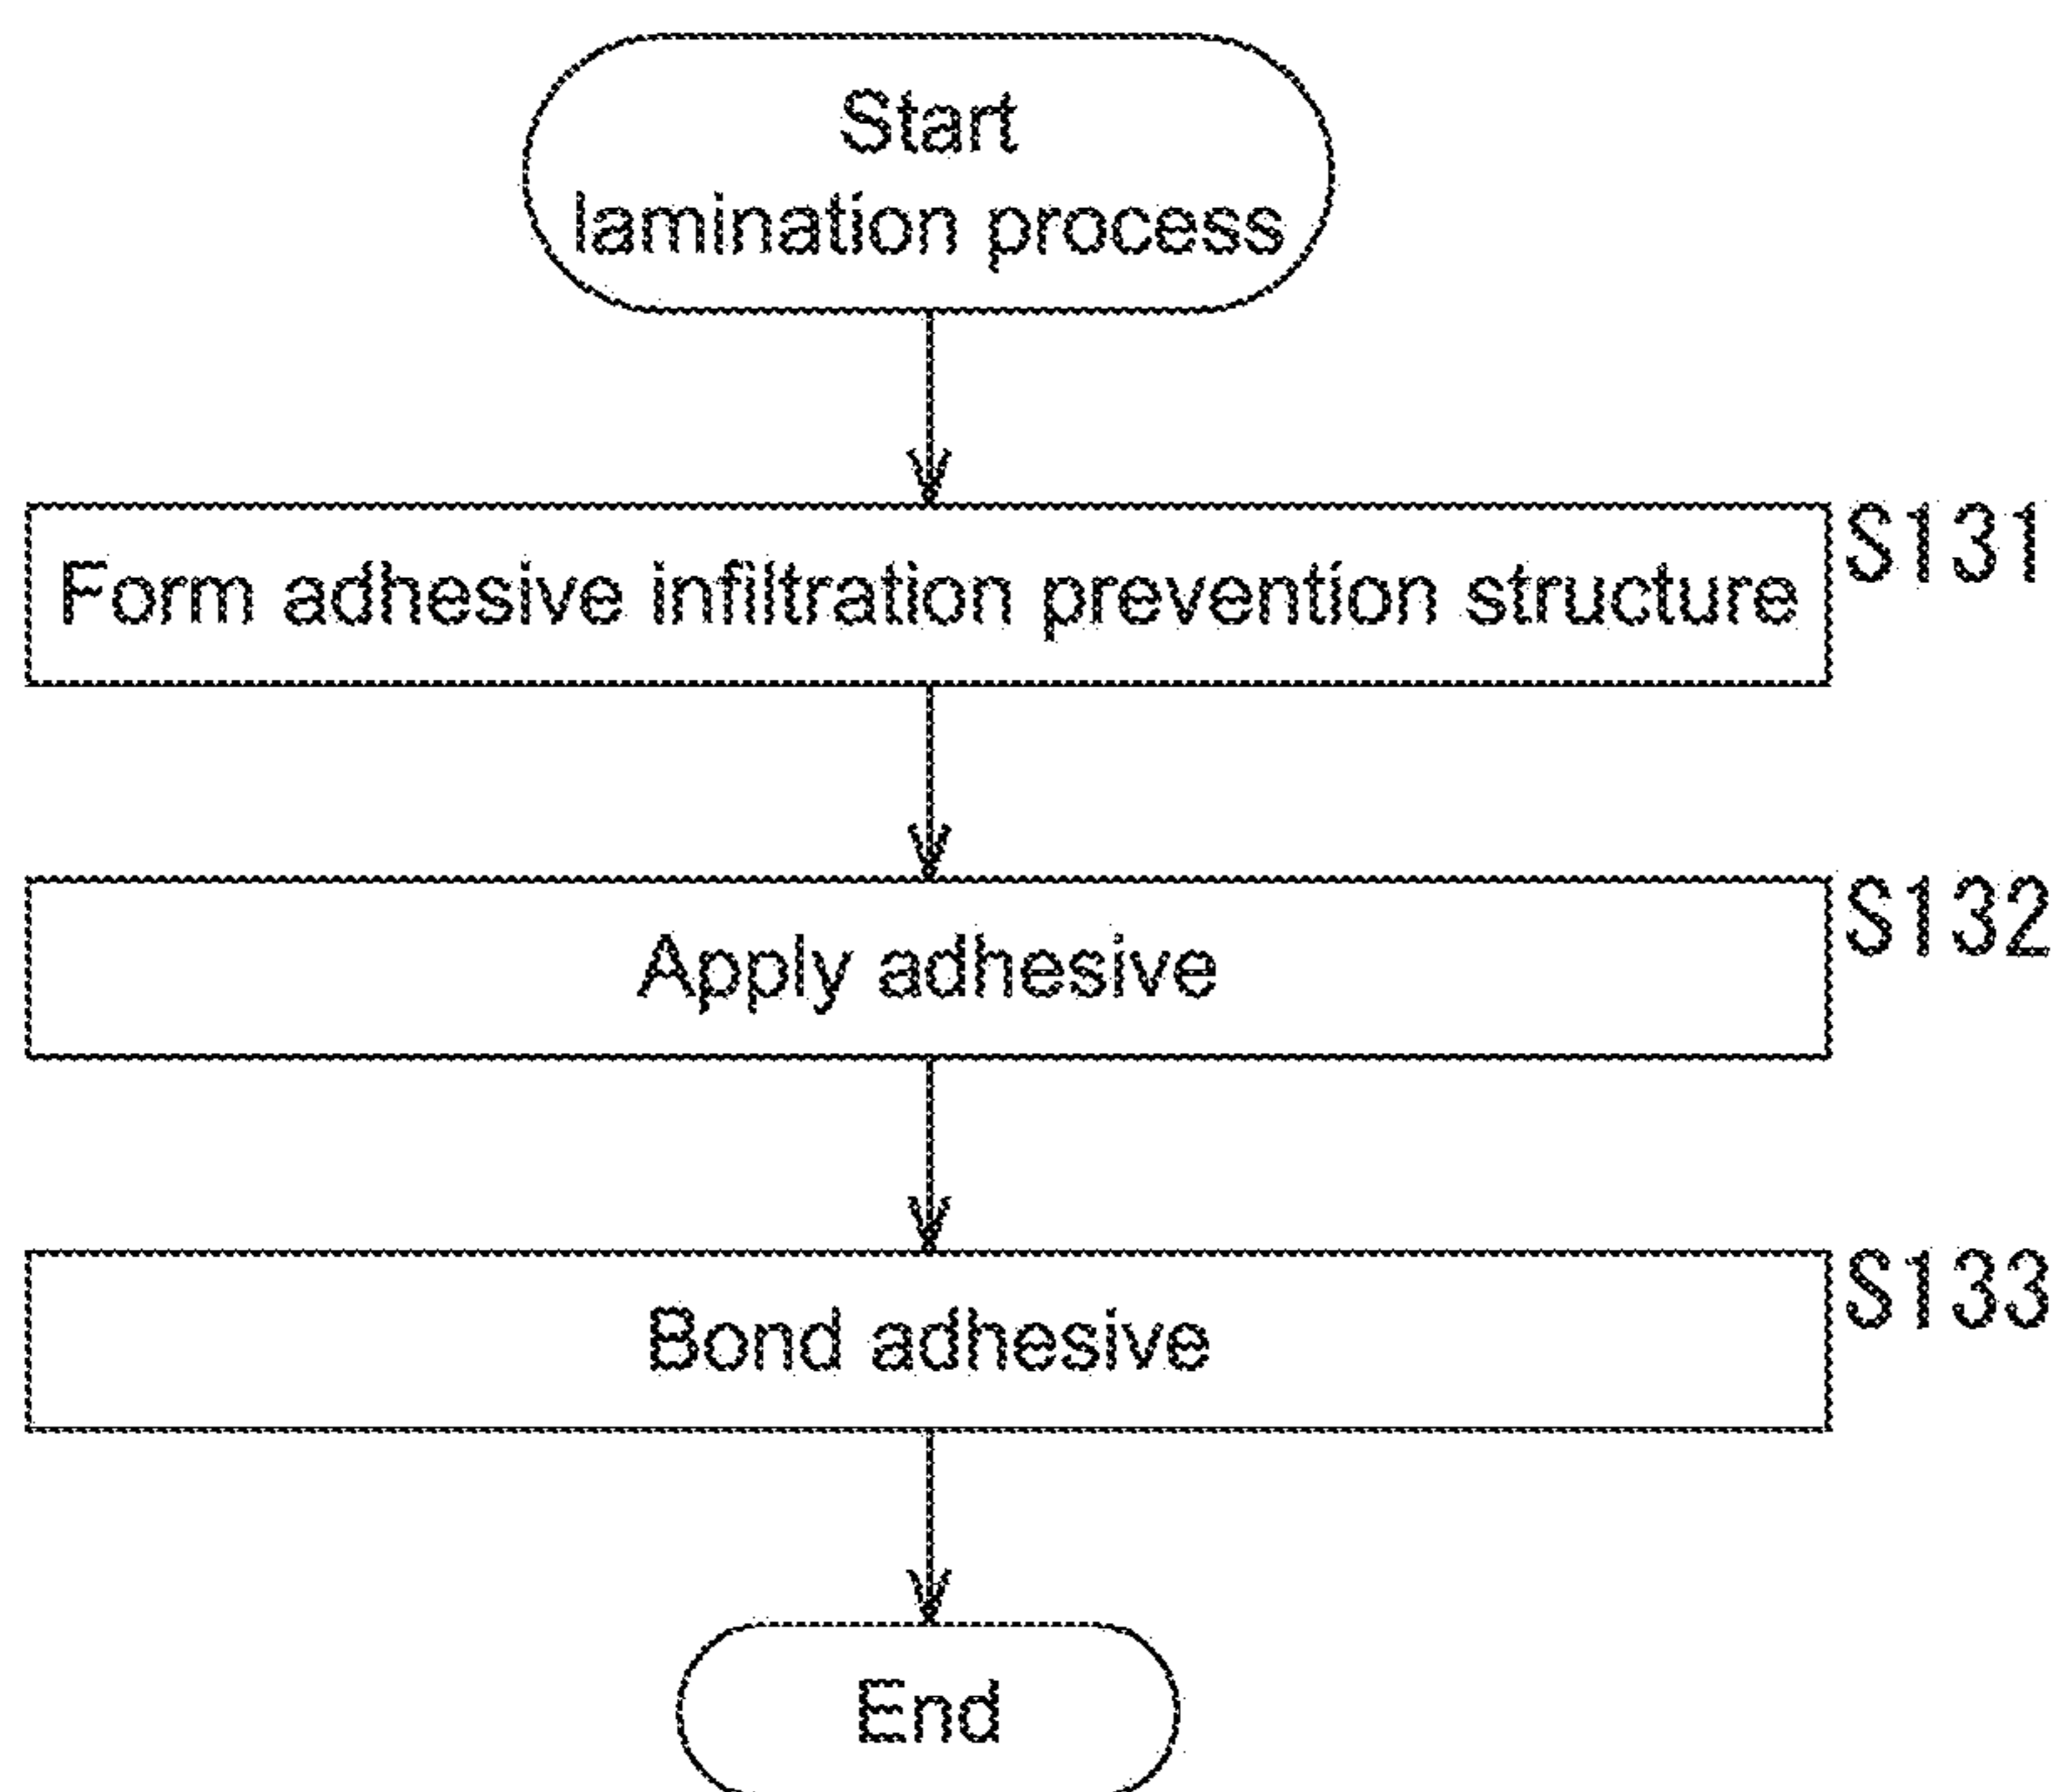 Start
lamination process
Form adhesive infiltration prevention structure
S131
Apply adhesive
S132
Bond adhesive
S133
End